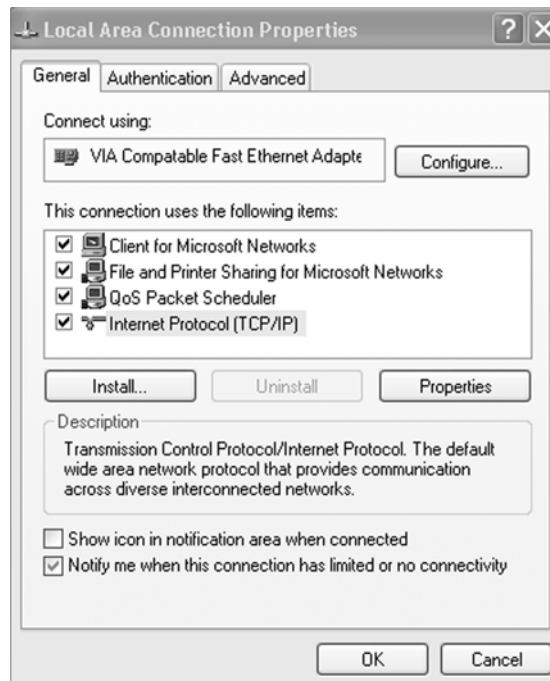 Local Area Connection Properties
General Authentication Advanced
Connect using:
VIA Compatable Fast Ethernet Adapte
Configure...
This connection uses the following items:
Client for Microsoft Networks
File and Printer Sharing for Microsoft Networks
QoS Packet Scheduler
Internet Protocol (TCP/IP)
Install... Uninstall Properties
Description
Transmission Control Protocol/Internet Protocol. The default
wide area network protocol that provides communication
across diverse interconnected networks.
Show icon in notification area when connected
Notify me when this connection has limited or no connectivity
OK Cancel